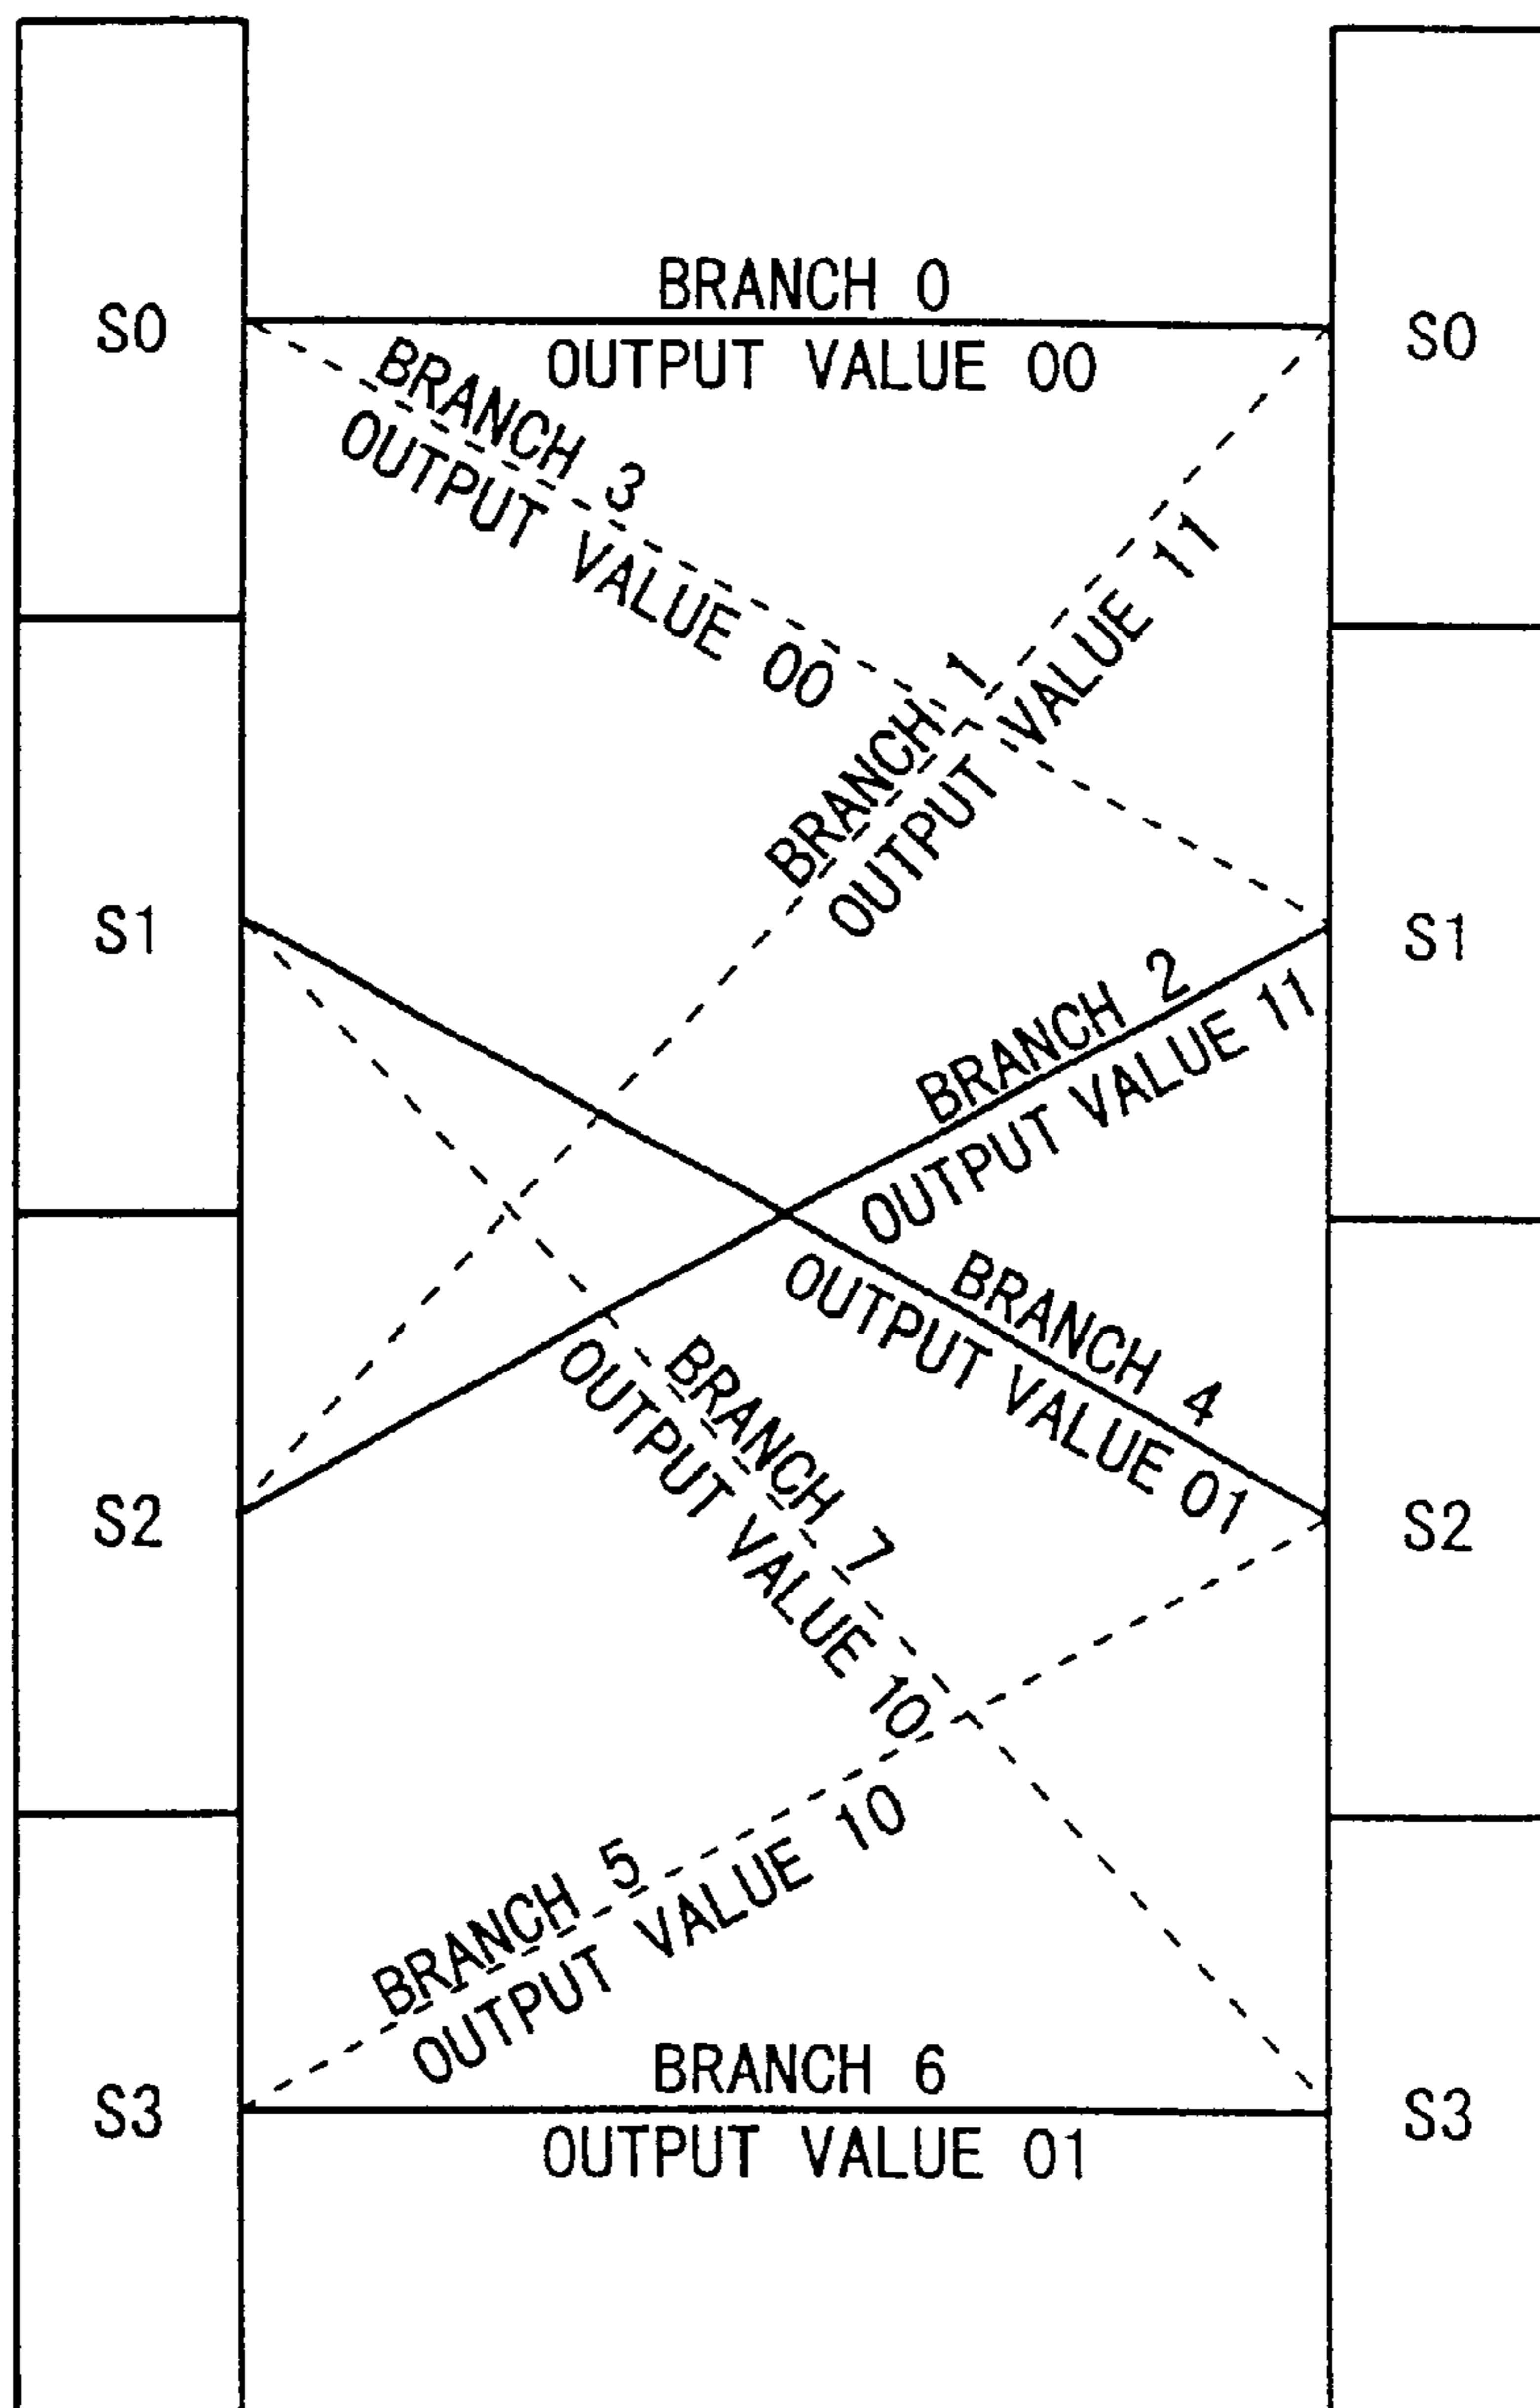 BRANCH 0
S0
S0
OUTPUT VALUE 00
BRANCH 3
OUTPUT VALUE 00
BRANCH 1
OUTPUT VALUE 11
S1
S1
BRANCH 2
OUTPUT VALUE 11
BRANCH 4
OUTPUT VALUE 01
BRANCH 7
OUTPUT VALUE 10
S2
S2
BRANCH 5
OUTPUT VALUE 10
BRANCH 6
S3
S3
OUTPUT VALUE 01